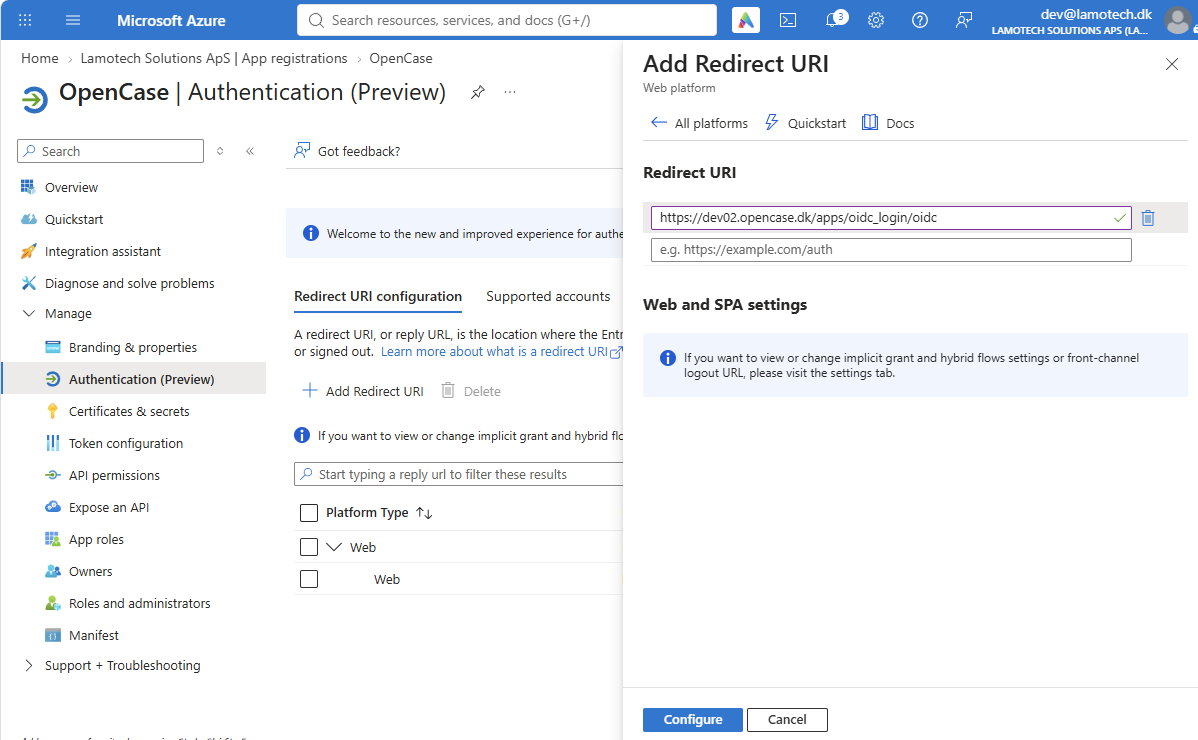 Microsoft Azure
Search resources, services, and docs (G+/)
3
dev@lamotech.dk
LAMOTECH SOLUTIONS APS (LA...
Home > Lamotech Solutions ApS | App registrations > OpenCase
OpenCase | Authentication (Preview)
...
Search
Overview
Quickstart
Integration assistant
Diagnose and solve problems
Manage
Branding & properties
Authentication (Preview)
Certificates & secrets
Token configuration
API permissions
Expose an API
App roles
Owners
Roles and administrators
Manifest
Support + Troubleshooting
Got feedback?
Welcome to the new and improved experience for authe
Redirect URI configuration
Supported accounts
A redirect URI, or reply URL, is the location where the Entr
or signed out. Learn more about what is a redirect URI
Add Redirect URI
Delete
If you want to view or change implicit grant and hybrid flo
Start typing a reply url to filter these results
Platform Type
Web
Web
Add Redirect URI
Web platform
All platforms
Quickstart
Docs
Redirect URI
https://dev02.opencase.dk/apps/oidc_login/oidc
e.g. https://example.com/auth
Web and SPA settings
If you want to view or change implicit grant and hybrid flows settings or front-channel
logout URL, please visit the settings tab.
Configure
Cancel